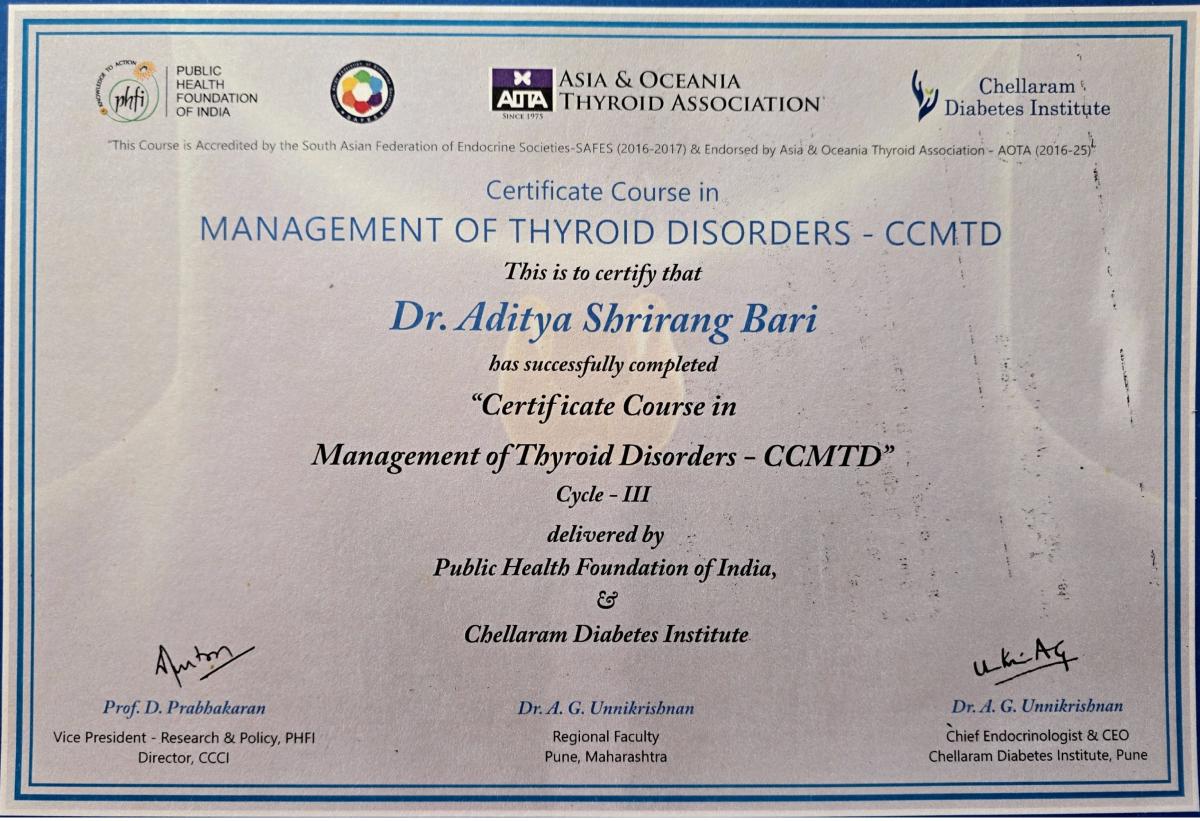 KNOWLEDGE TO ACTION
phfi
PUBLIC
HEALTH
FOUNDATION
OF INDIA
AOTA
SINCE 1975
ASIA & OCEANIA
THYROID ASSOCIATION
Chellaram
Diabetes Institute
"This Course is Accredited by the South Asian Federation of Endocrine Societies-SAFES (2016-2017) & Endorsed by Asia & Oceania Thyroid Association - AOTA (2016-25)"
Certificate Course in
MANAGEMENT OF THYROID DISORDERS - CCMTD
This is to certify that
Dr. Aditya Shrirang Bari
has successfully completed
“Certificate Course in
Management of Thyroid Disorders – CCMTD”
Cycle – III
delivered by
Public Health Foundation of India,
&
Chellaram Diabetes Institute
Prof. D. Prabhakaran
Vice President - Research & Policy, PHFI
Director, CCCI
Dr. A. G. Unnikrishnan
Regional Faculty
Pune, Maharashtra
Dr. A. G. Unnikrishnan
Chief Endocrinologist & CEO
Chellaram Diabetes Institute, Pune